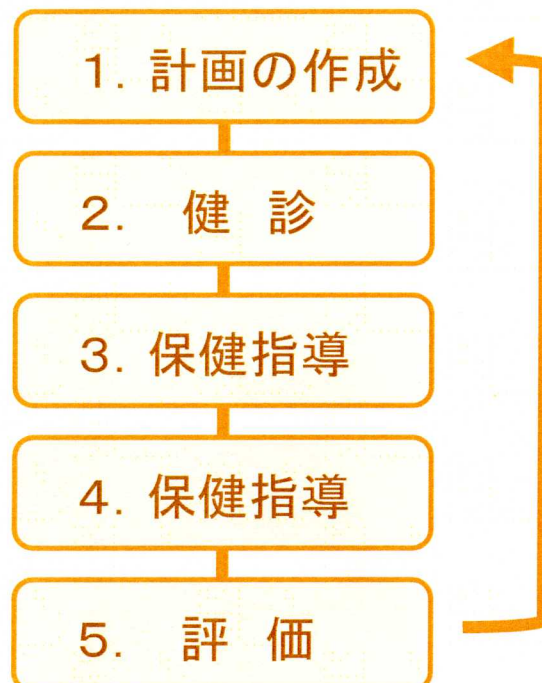 1. 計画の作成
2. 健 診
3. 保健指導
4. 保健指導
5. 評 価